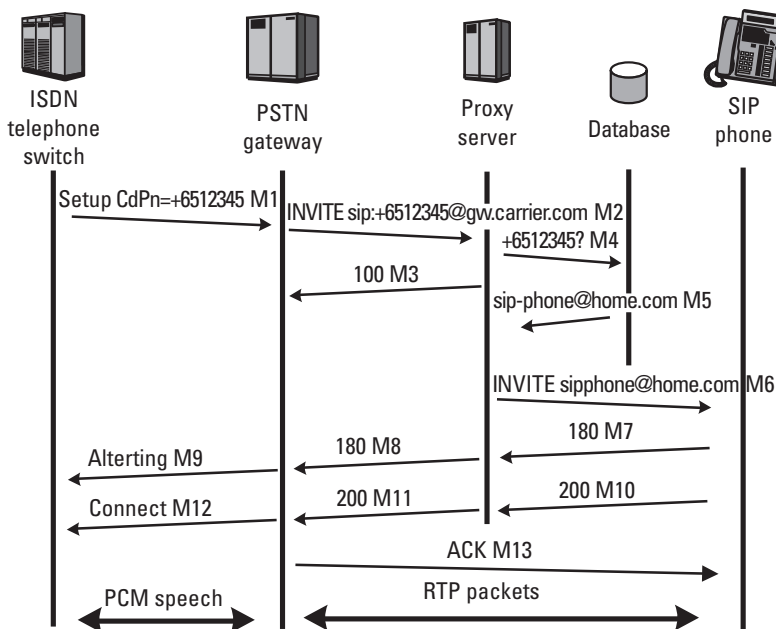 ISDN
telephone
switch
PSTN
gateway
Proxy
server
Database
SIP
phone
Setup CdPn=+6512345 M1
INVITE sip:+6512345@gw.carrier.com M2
+6512345? M4
100 M3
sip-phone@home.com M5
INVITE sipphone@home.com M6
180 M7
180 M8
Alterting M9
200 M10
200 M11
Connect M12
ACK M13
PCM speech
RTP packets